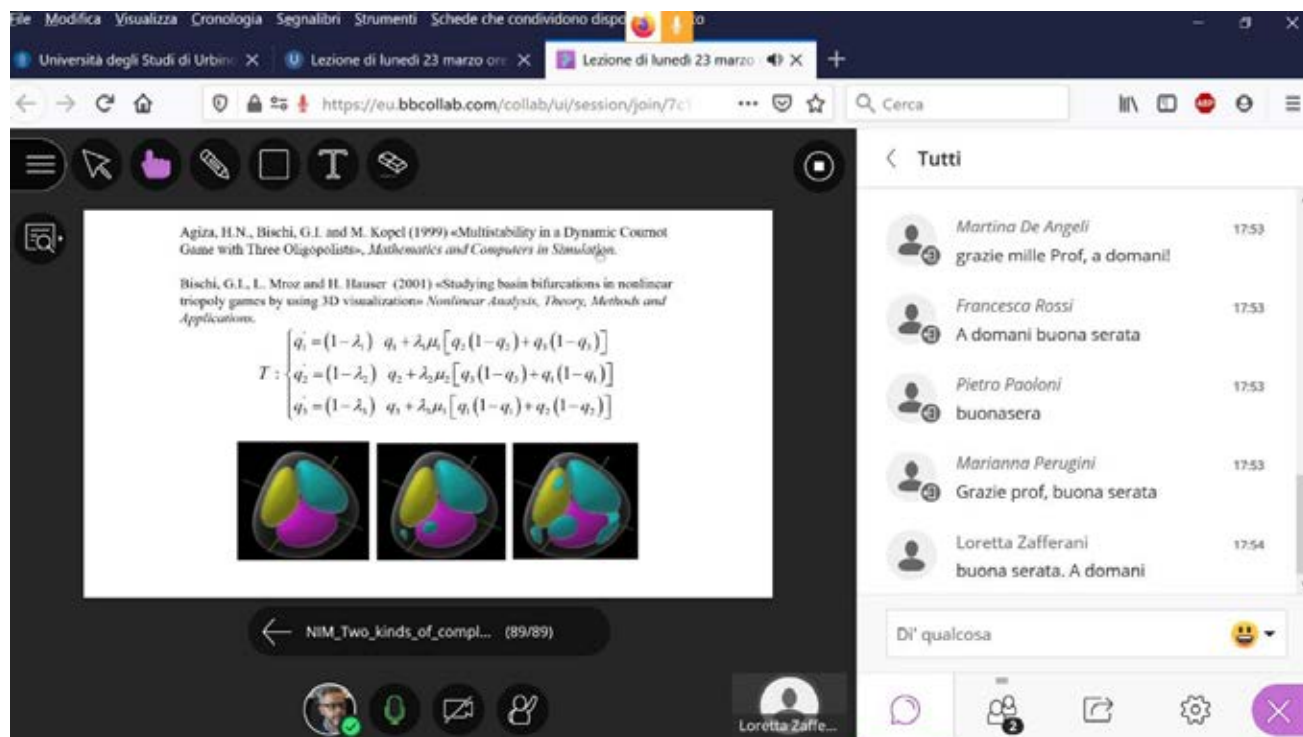 File Modifica Visualizza Cronologia Segnalibri Strumenti Schede che condividono
Università degli Studi di Urbin
Lezione di lunedì 23 marzo ore
Lezione di lunedì 23 marzo
https://eu.bbcollab.com/collab/ui/session/join/7c1
Cerca
Agiza, H.N., Bischi, G.I. and M. Kopel (1999) «Multistability in a Dynamic Cournot
Game with Three Oligopolists», Mathematics and Computers in Simulation.
Bischi, G.I., L. Mroz and H. Hauser (2001) «Studying basin bifurcations in nonlinear
triopoly games by using 3D visualization» Nonlinear Analysis, Theory, Methods and
Applications.
T : { q₁' = (1−λ₁) q₁ + λ₁μ₁[q₂(1−q₂)+q₃(1−q₃)]
q₂' = (1−λ₂) q₂ + λ₂μ₂[q₃(1−q₃)+q₁(1−q₁)]
q₃' = (1−λ₃) q₃ + λ₃μ₃[q₁(1−q₁)+q₂(1−q₂)]
NIM_Two_kinds_of_compl... (89/89)
Loretta Zaffe...
Tutti
Martina De Angeli 17:53
grazie mille Prof, a domani!
Francesca Rossi 17:53
A domani buona serata
Pietro Paoloni 17:53
buonasera
Marianna Perugini 17:53
Grazie prof, buona serata
Loretta Zafferani 17:54
buona serata. A domani
Di' qualcosa
2